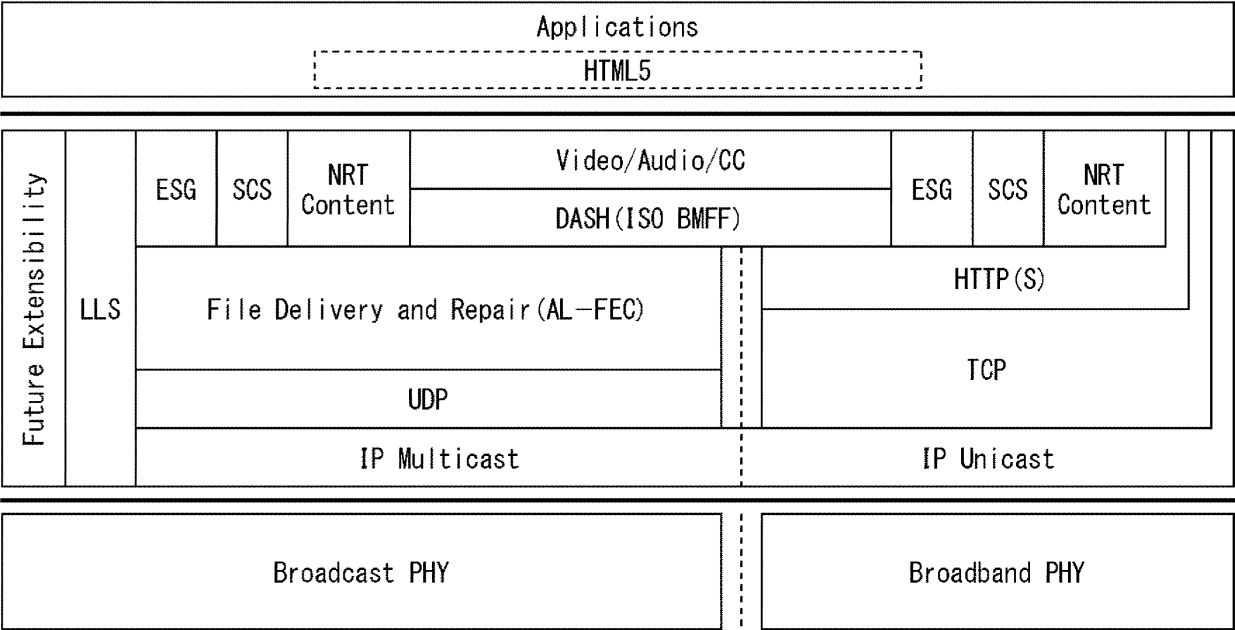 Applications
HTML5
Future Extensibility
LLS
ESG
SCS
NRT
Content
Video/Audio/CC
DASH(ISO BMFF)
ESG
SCS
NRT
Content
File Delivery and Repair(AL-FEC)
HTTP(S)
UDP
TCP
IP Multicast
IP Unicast
Broadcast PHY
Broadband PHY